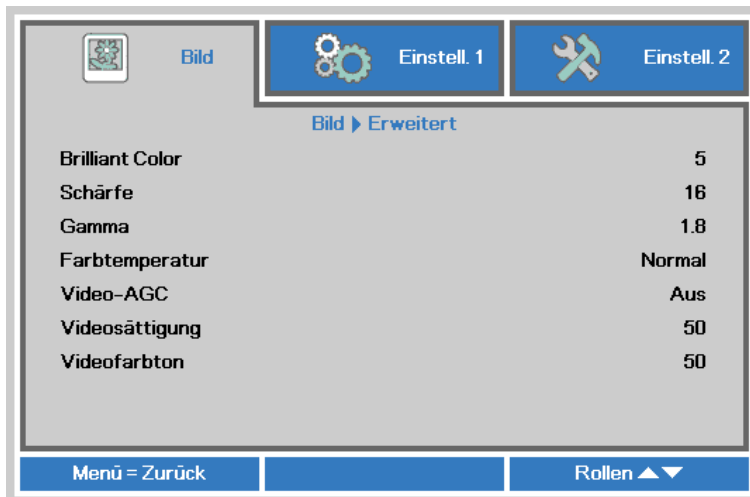 Bild
Einstell. 1
Einstell. 2
Bild ▶ Erweitert
Brilliant Color 5
Schärfe 16
Gamma 1.8
Farbtemperatur Normal
Video-AGC Aus
Videosättigung 50
Videofarbton 50
Menü = Zurück
Rollen ▲▼